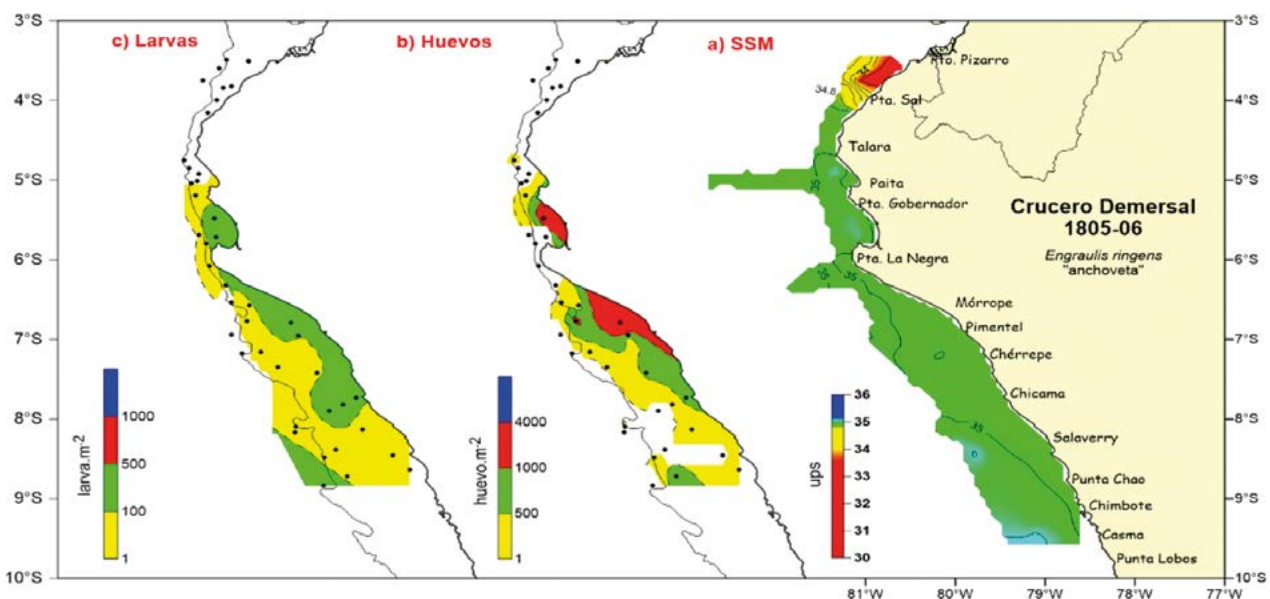 3°S
4°S
5°S
6°S
7°S
8°S
9°S
10°S
c) Larvas
b) Huevos
a) SSM
larva.m-2
1000
500
100
1
huevo.m-2
4000
1000
500
1
ups
36
35
34
33
32
31
30
34
34.8
35
35
35
35
Pto. Pizarro
Pta. Sal
Talara
Paita
Pta. Gobernador
Pta. La Negra
Mórrope
Pimentel
Chérrepe
Chicama
Salaverry
Punta Chao
Chimbote
Casma
Punta Lobos
Crucero Demersal
1805-06
Engraulis ringens
"anchoveta"
3°S
4°S
5°S
6°S
7°S
8°S
9°S
10°S
81°W
80°W
79°W
78°W
77°W